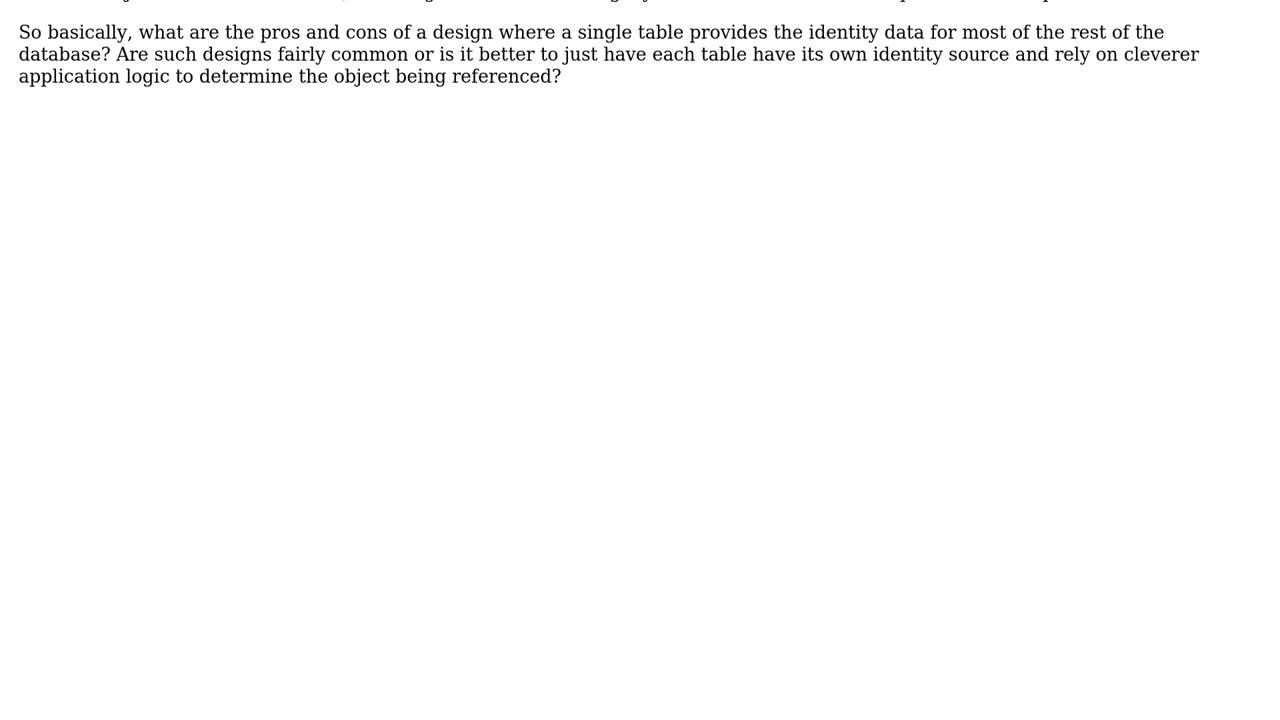 So basically, what are the pros and cons of a design where a single table provides the identity data for most of the rest of the
database? Are such designs fairly common or is it better to just have each table have its own identity source and rely on cleverer
application logic to determine the object being referenced?